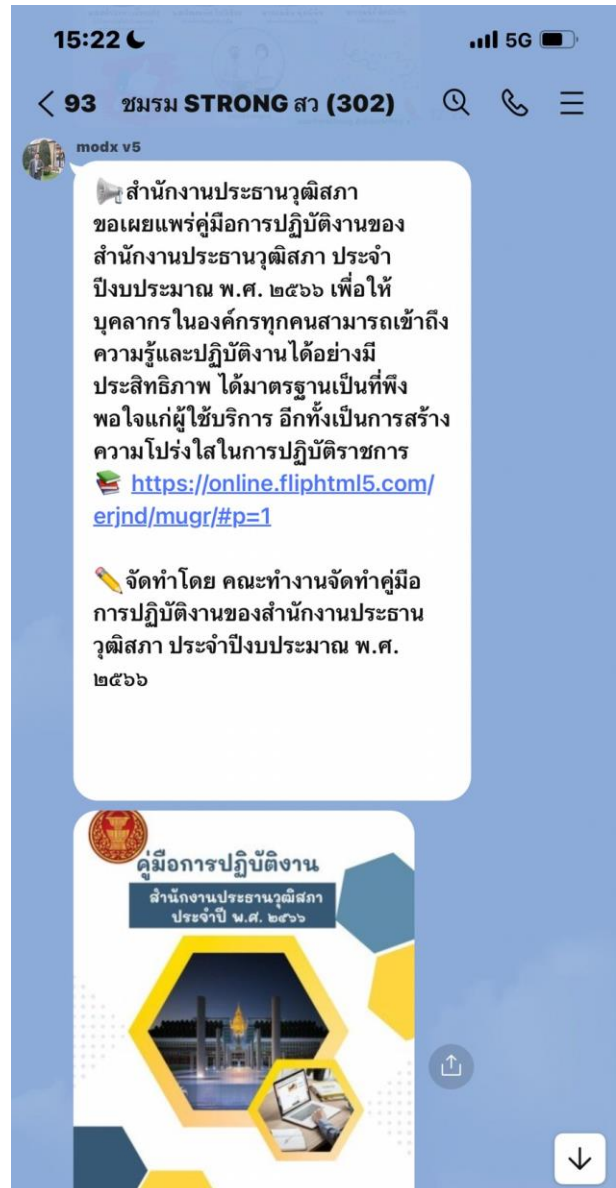 15:22
5G
93 ชมรม STRONG สว (302)
modx v5
📢สำนักงานประธานวุฒิสภา
ขอเผยแพร่คู่มือการปฏิบัติงานของ
สำนักงานประธานวุฒิสภา ประจำ
ปีงบประมาณ พ.ศ. ๒๕๖๖ เพื่อให้
บุคลากรในองค์กรทุกคนสามารถเข้าถึง
ความรู้และปฏิบัติงานได้อย่างมี
ประสิทธิภาพ ได้มาตรฐานเป็นที่พึง
พอใจแก่ผู้ใช้บริการ อีกทั้งเป็นการสร้าง
ความโปร่งใสในการปฏิบัติราชการ
📚 https://online.fliphtml5.com/
erjnd/mugr/#p=1
✏️จัดทำโดย คณะทำงานจัดทำคู่มือ
การปฏิบัติงานของสำนักงานประธาน
วุฒิสภา ประจำปีงบประมาณ พ.ศ.
๒๕๖๖
คู่มือการปฏิบัติงาน
สำนักงานประธานวุฒิสภา
ประจำปี พ.ศ. ๒๕๖๖